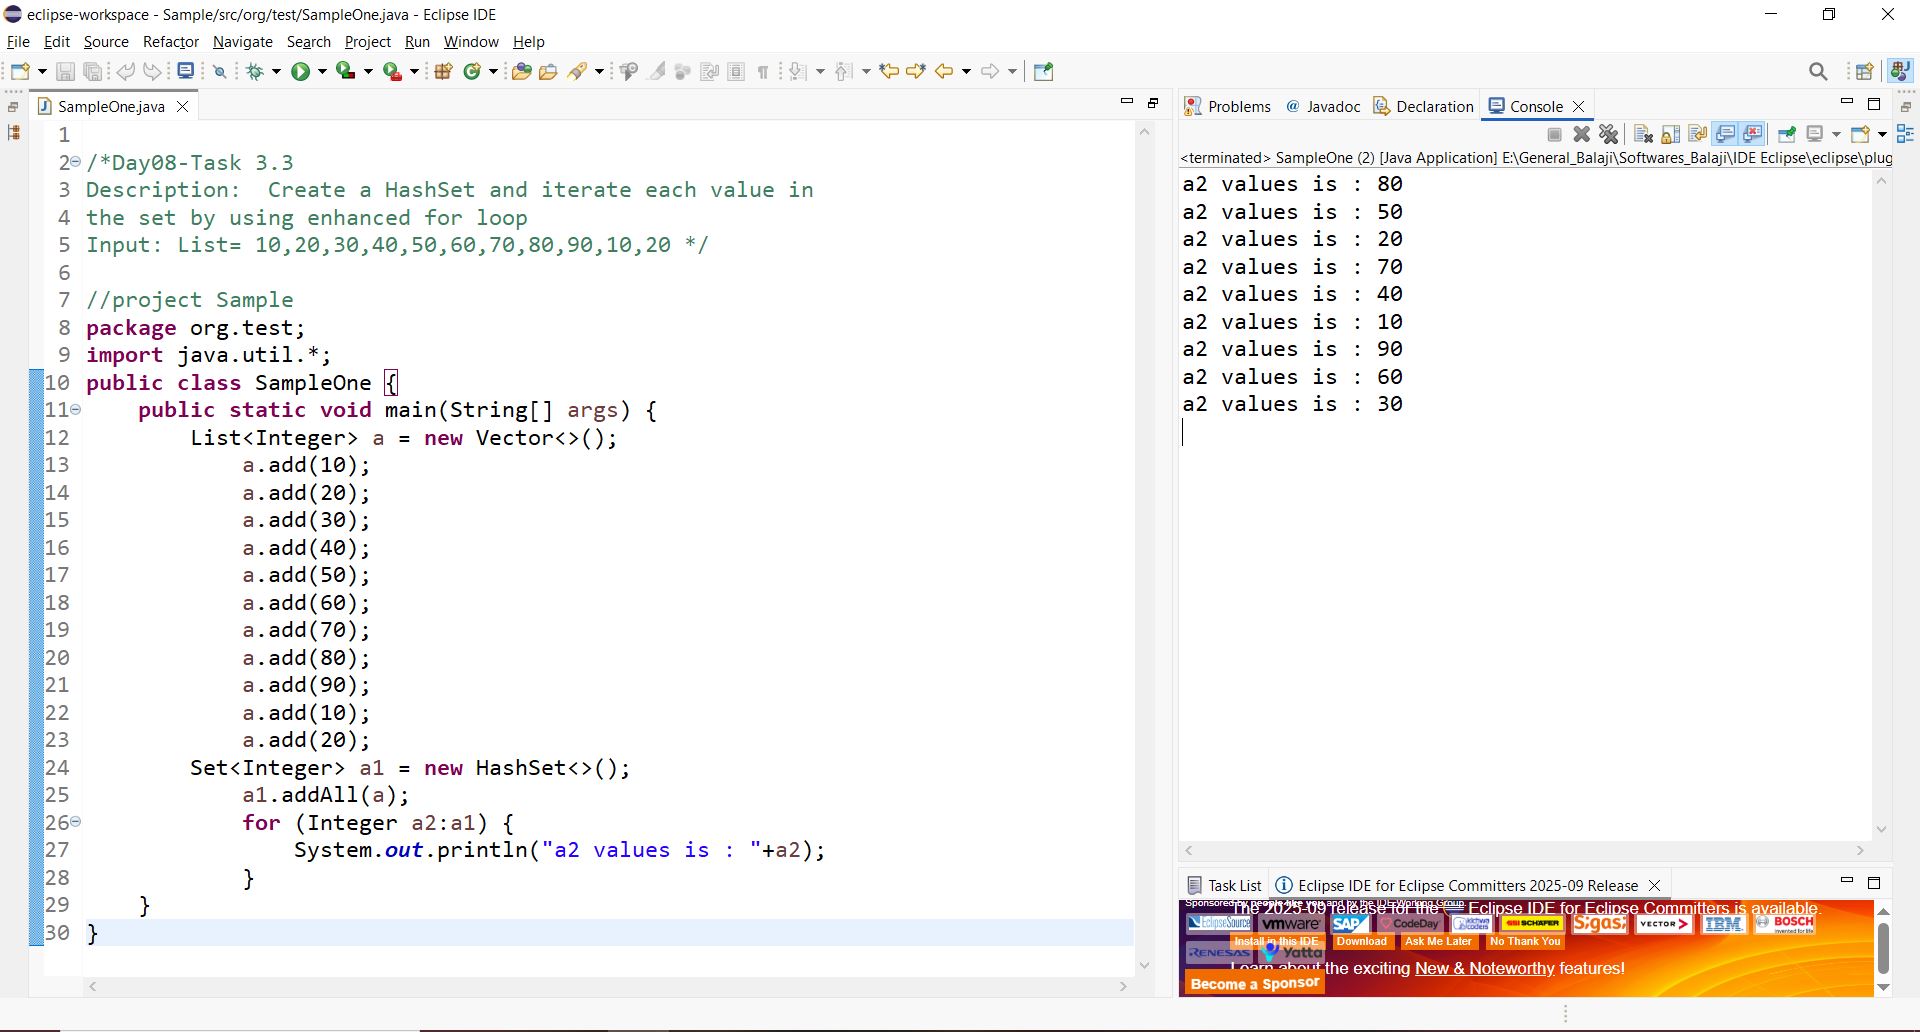 eclipse-workspace - Sample/src/org/test/SampleOne.java - Eclipse IDE
File Edit Source Refactor Navigate Search Project Run Window Help
SampleOne.java
1
2 /*Day08-Task 3.3
3 Description:  Create a HashSet and iterate each value in
4 the set by using enhanced for loop
5 Input: List= 10,20,30,40,50,60,70,80,90,10,20 */
6
7 //project Sample
8 package org.test;
9 import java.util.*;
10 public class SampleOne {
11     public static void main(String[] args) {
12         List<Integer> a = new Vector<>();
13             a.add(10);
14             a.add(20);
15             a.add(30);
16             a.add(40);
17             a.add(50);
18             a.add(60);
19             a.add(70);
20             a.add(80);
21             a.add(90);
22             a.add(10);
23             a.add(20);
24         Set<Integer> a1 = new HashSet<>();
25             a1.addAll(a);
26             for (Integer a2:a1) {
27                 System.out.println("a2 values is : "+a2);
28             }
29     }
30 }
Problems @ Javadoc Declaration Console
<terminated> SampleOne (2) [Java Application] E:\General_Balaji\Softwares_Balaji\IDE Eclipse\eclipse\plug
a2 values is : 80
a2 values is : 50
a2 values is : 20
a2 values is : 70
a2 values is : 40
a2 values is : 10
a2 values is : 90
a2 values is : 60
a2 values is : 30
Task List Eclipse IDE for Eclipse Committers 2025-09 Release
Sponsored by people like you and by the IDE Working Group.
The 2025-09 release for the Eclipse IDE for Eclipse Committers is available.
EclipseSource vmware SAP CodeDay SCHAEFER Sigasi VECTOR IBM BOSCH
Install in this IDE Download Ask Me Later No Thank You
RENESAS Yatta
Learn about the exciting New & Noteworthy features!
Become a Sponsor